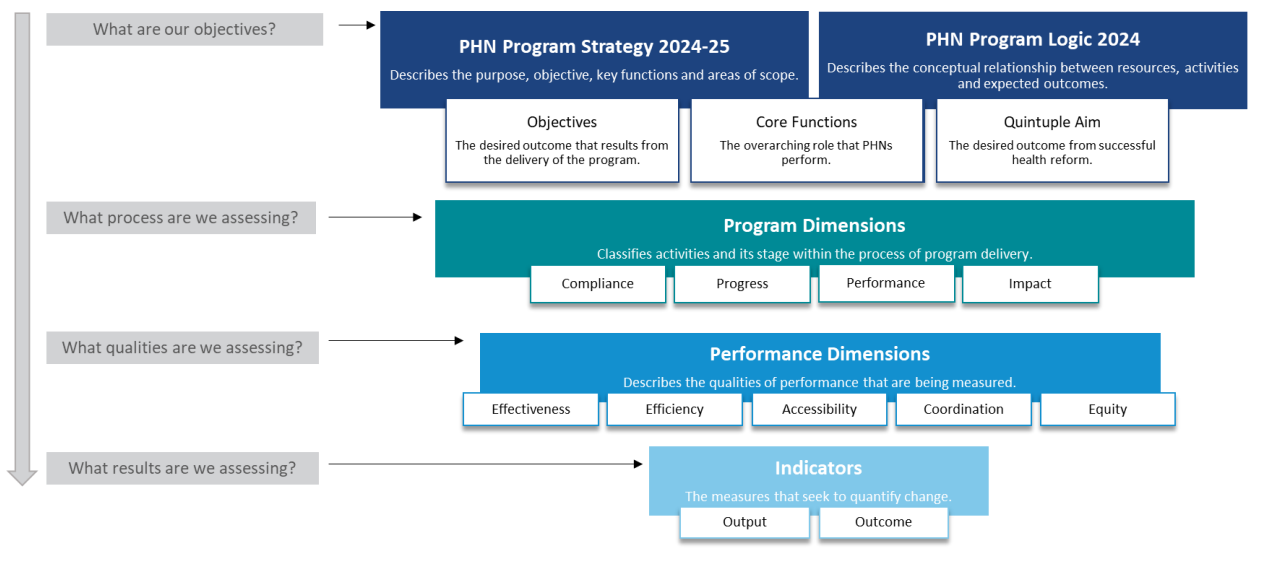 What are our objectives?
PHN Program Strategy 2024-25
Describes the purpose, objective, key functions and areas of scope.
PHN Program Logic 2024
Describes the conceptual relationship between resources, activities
and expected outcomes.
Objectives
The desired outcome that results from
the delivery of the program.
Core Functions
The overarching role that PHNs
perform.
Quintuple Aim
The desired outcome from successful
health reform.
What process are we assessing?
Program Dimensions
Classifies activities and its stage within the process of program delivery.
Compliance
Progress
Performance
Impact
What qualities are we assessing?
Performance Dimensions
Describes the qualities of performance that are being measured.
Effectiveness
Efficiency
Accessibility
Coordination
Equity
What results are we assessing?
Indicators
The measures that seek to quantify change.
Output
Outcome